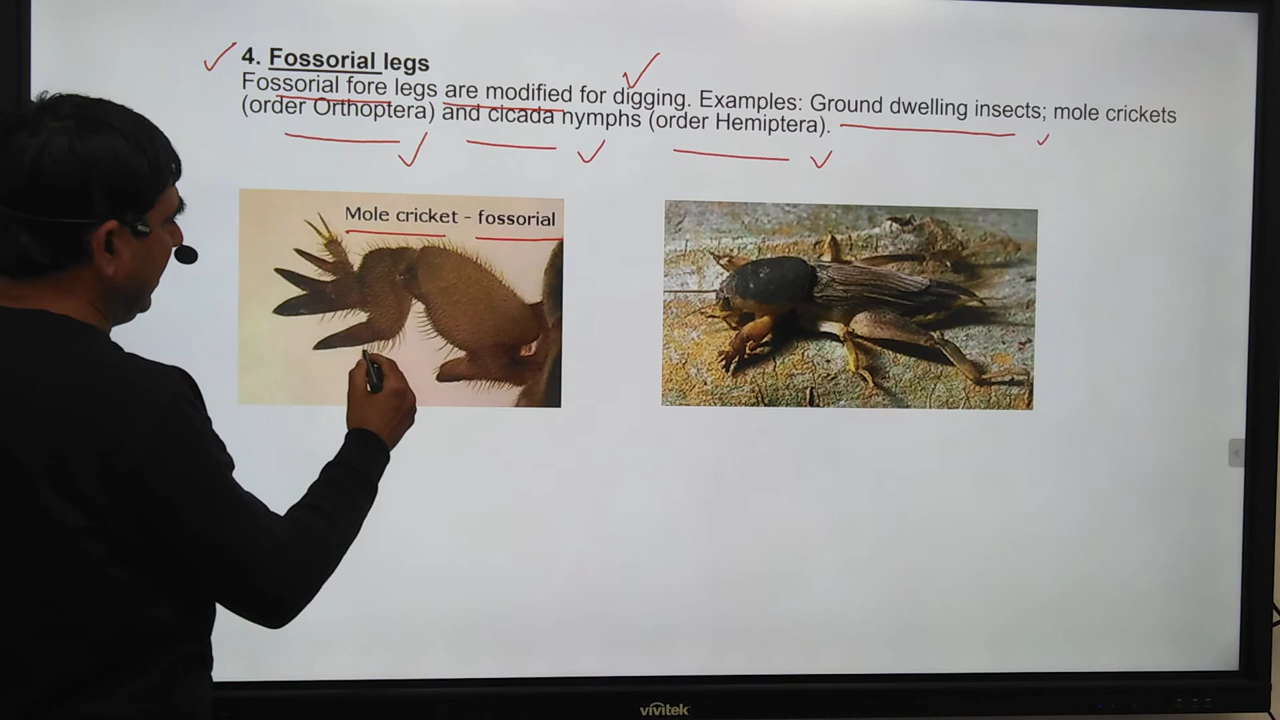 4. Fossorial legs
Fossorial fore legs are modified for digging. Examples: Ground dwelling insects; mole crickets
(order Orthoptera) and cicada nymphs (order Hemiptera).
Mole cricket - fossorial
vivitek